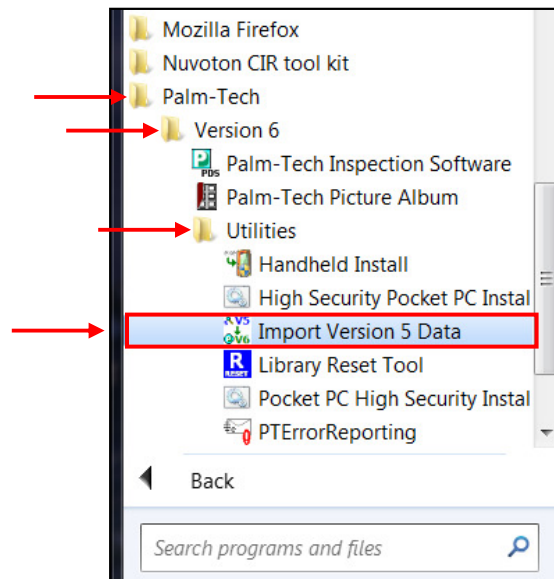 Mozilla Firefox
Nuvoton CIR tool kit
Palm-Tech
Version 6
Palm-Tech Inspection Software
Palm-Tech Picture Album
Utilities
Handheld Install
High Security Pocket PC Instal
Import Version 5 Data
Library Reset Tool
Pocket PC High Security Instal
PTErrorReporting
Back
Search programs and files